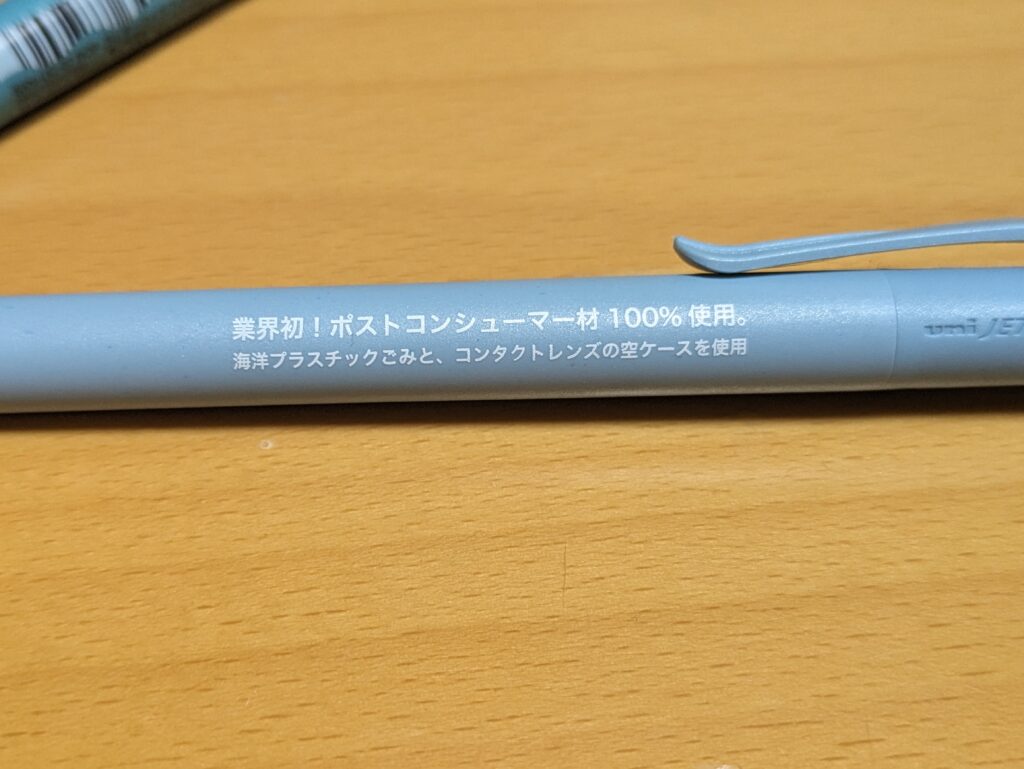 業界初！ポストコンシューマー材 100% 使用。
海洋プラスチックごみと、コンタクトレンズの空ケースを使用
uni JET